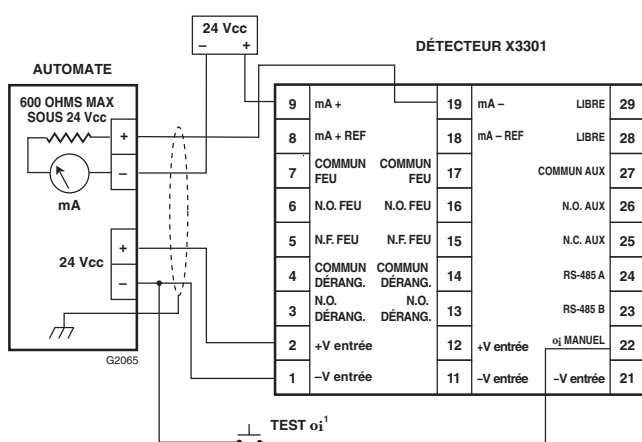 24 Vcc
– +
DÉTECTEUR X3301
AUTOMATE
600 OHMS MAX
SOUS 24 Vcc
+
–
mA
24 Vcc
+
–
G2065
9 mA + 19 mA – LIBRE 29
8 mA + REF 18 mA – REF LIBRE 28
7 COMMUN FEU COMMUN FEU 17 COMMUN AUX 27
6 N.O. FEU N.O. FEU 16 N.O. AUX 26
5 N.F. FEU N.F. FEU 15 N.C. AUX 25
4 COMMUN DÉRANG. COMMUN DÉRANG. 14 RS-485 A 24
3 N.O. DÉRANG. N.O. DÉRANG. 13 RS-485 B 23
2 +V entrée 12 +V entrée oi MANUEL 22
1 –V entrée 11 –V entrée –V entrée 21
TEST oi¹